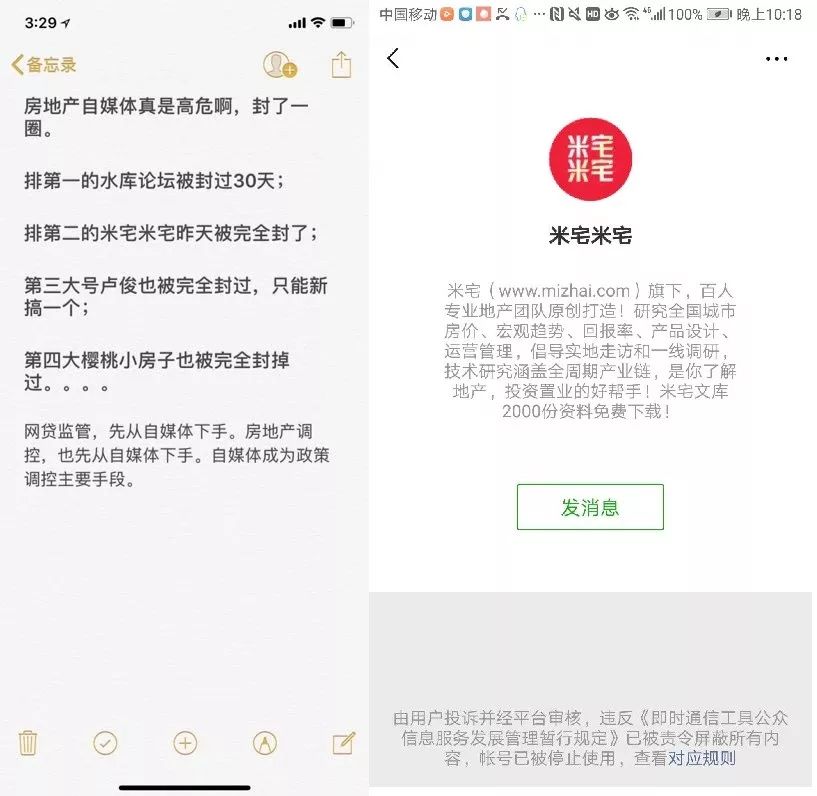 3:29
备忘录
房地产自媒体真是高危啊，封了一
圈。
排第一的水库论坛被封过30天；
排第二的米宅米宅昨天被完全封了；
第三大号卢俊也被完全封过，只能新
搞一个；
第四大樱桃小房子也被完全封掉
过。。。。
网贷监管，先从自媒体下手。房地产调
控，也先从自媒体下手。自媒体成为政策
调控主要手段。
中国移动 HD 46 100% 晚上10:18
米宅
米宅
米宅米宅
米宅（www.mizhai.com）旗下，百人
专业地产团队原创打造！研究全国城市
房价、宏观趋势、回报率、产品设计、
运营管理，倡导实地走访和一线调研，
技术研究涵盖全周期产业链，是你了解
地产，投资置业的好帮手！米宅文库
2000份资料免费下载！
发消息
由用户投诉并经平台审核，违反《即时通信工具公众
信息服务发展管理暂行规定》已被责令屏蔽所有内
容，帐号已被停止使用，查看对应规则